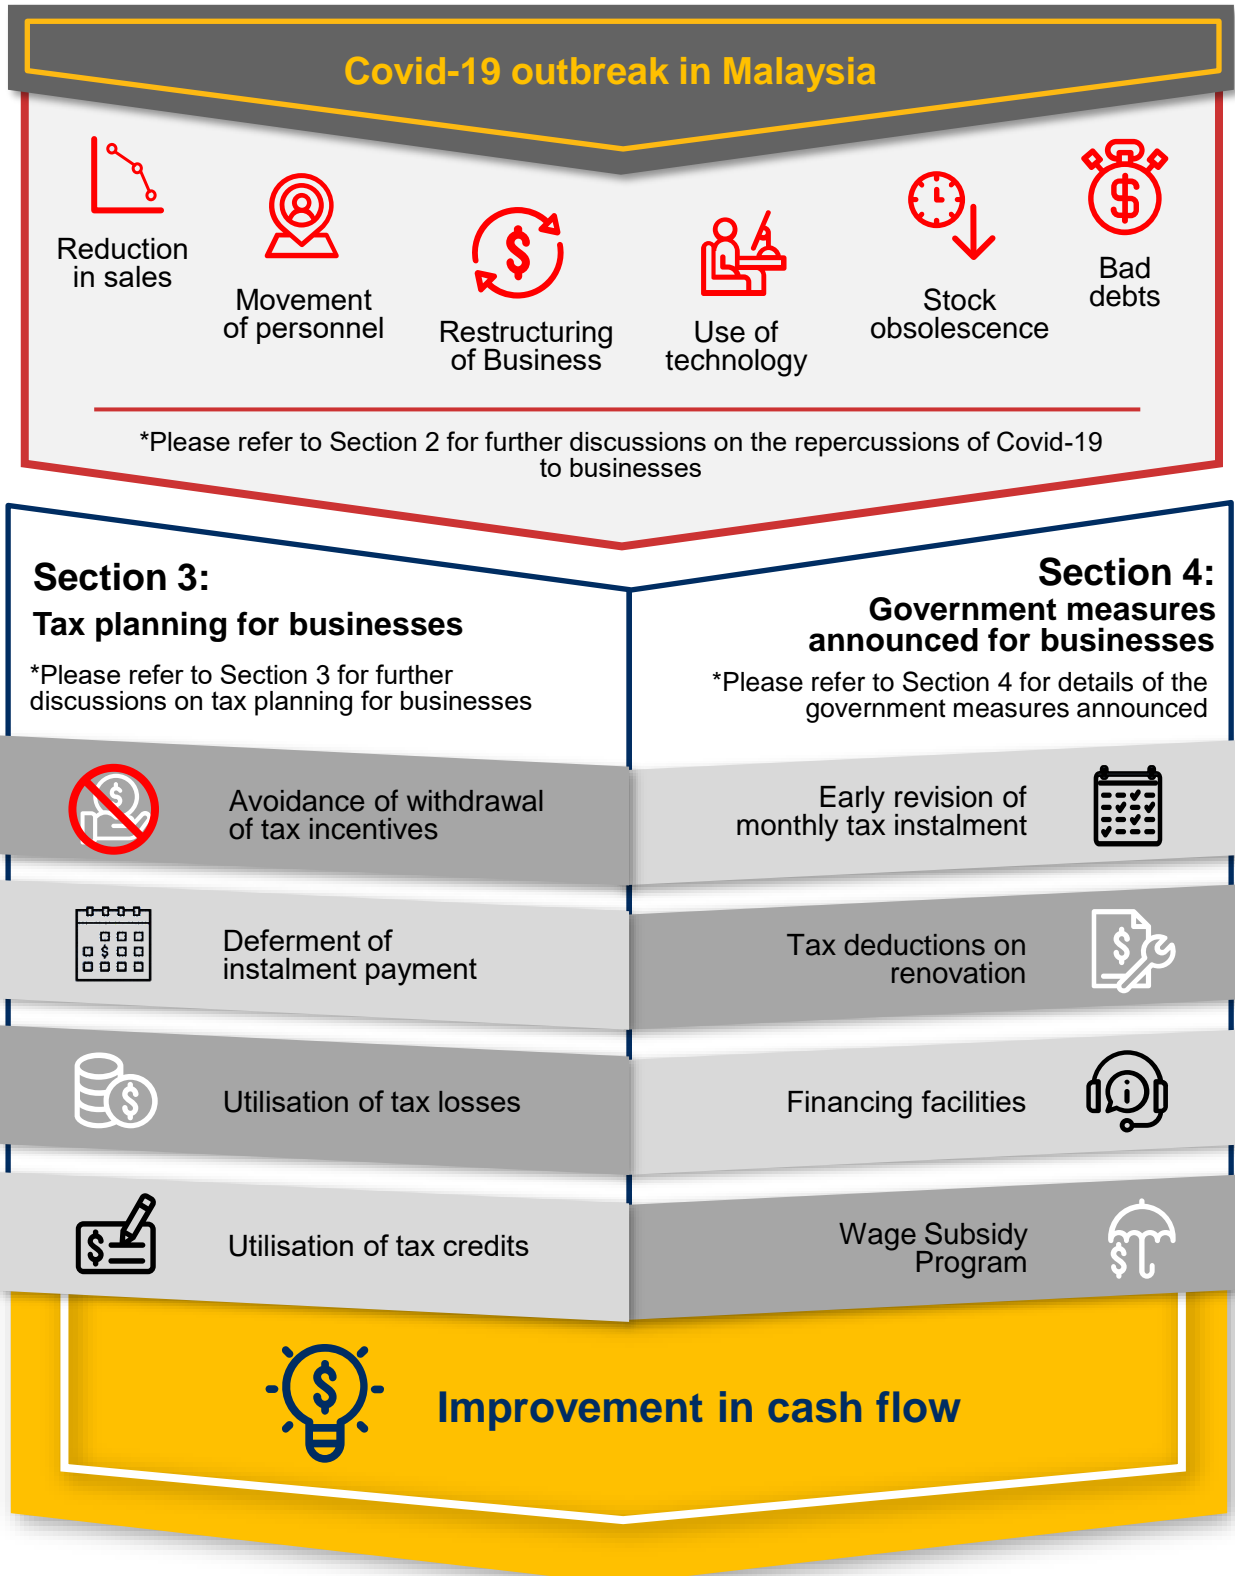 Covid-19 outbreak in Malaysia
Reduction
in sales
Movement
of personnel
Restructuring
of Business
Use of
technology
Stock
obsolescence
Bad
debts
*Please refer to Section 2 for further discussions on the repercussions of Covid-19
to businesses
Section 3:
Tax planning for businesses
*Please refer to Section 3 for further
discussions on tax planning for businesses
Avoidance of withdrawal
of tax incentives
Deferment of
instalment payment
Utilisation of tax losses
Utilisation of tax credits
Section 4:
Government measures
announced for businesses
*Please refer to Section 4 for details of the
government measures announced
Early revision of
monthly tax instalment
Tax deductions on
renovation
Financing facilities
Wage Subsidy
Program
Improvement in cash flow